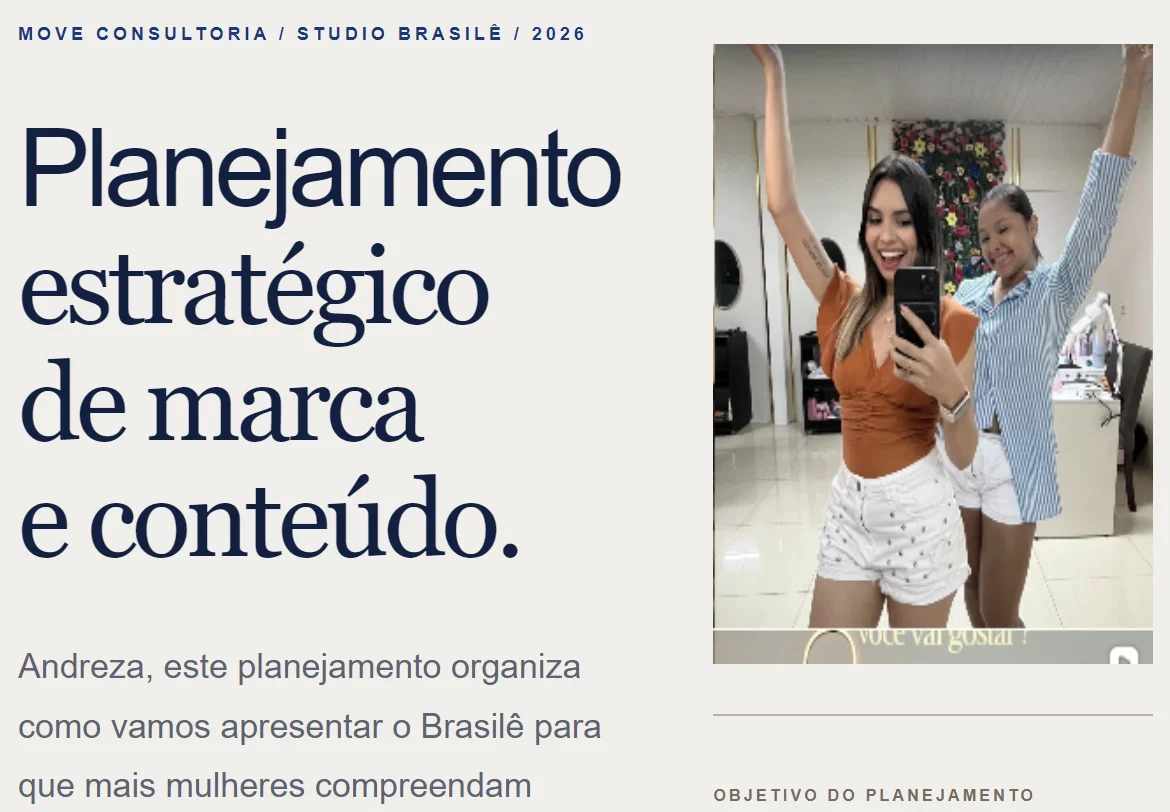 MOVE CONSULTORIA / STUDIO BRASILÊ / 2026
Planejamento
estratégico
de marca
e conteúdo.
Andreza, este planejamento organiza
como vamos apresentar o Brasilê para
que mais mulheres compreendam
você vai gostar ?
OBJETIVO DO PLANEJAMENTO